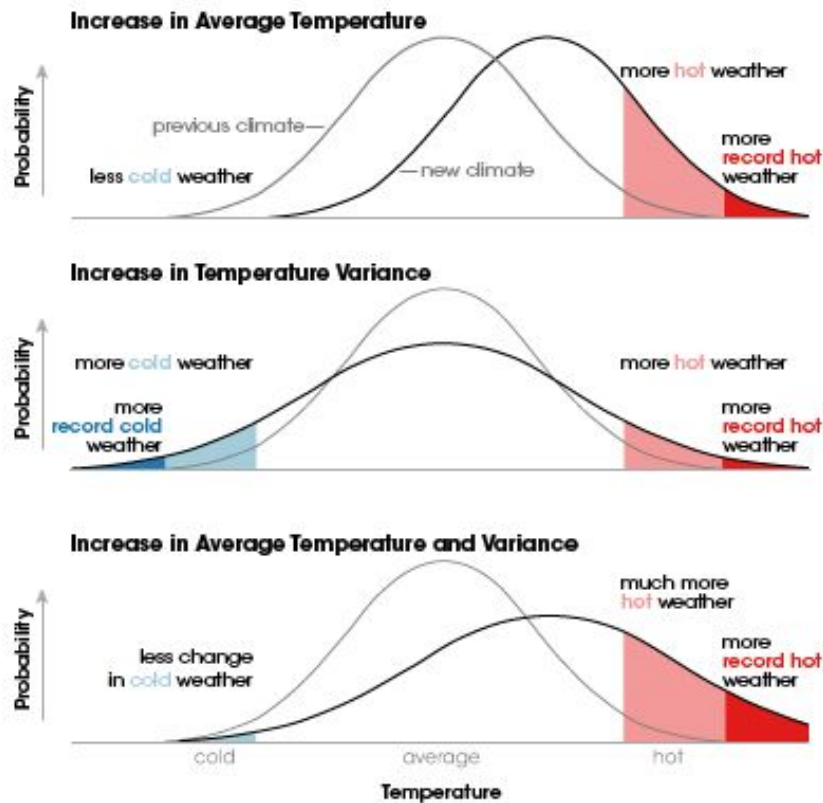 Increase in Average Temperature
Probability
previous climate
less cold weather
new climate
more hot weather
more
record hot
weather
Increase in Temperature Variance
Probability
more cold weather
more
record cold
weather
more hot weather
more
record hot
weather
Increase in Average Temperature and Variance
Probability
less change
in cold weather
much more
hot weather
more
record hot
weather
cold
average
hot
Temperature